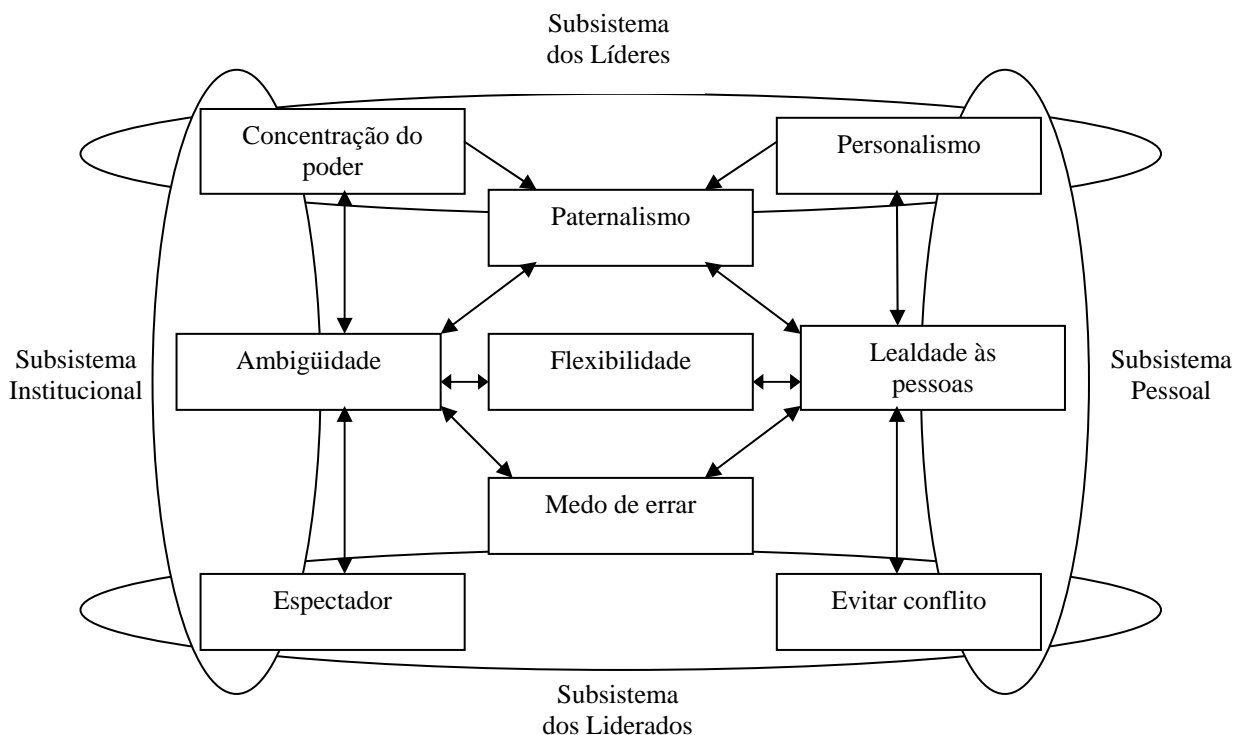 Subsistema
dos Líderes
Concentração do
poder
Personalismo
Paternalismo
Subsistema
Institucional
Ambigüidade
Flexibilidade
Lealdade às
pessoas
Subsistema
Pessoal
Medo de errar
Espectador
Evitar conflito
Subsistema
dos Liderados